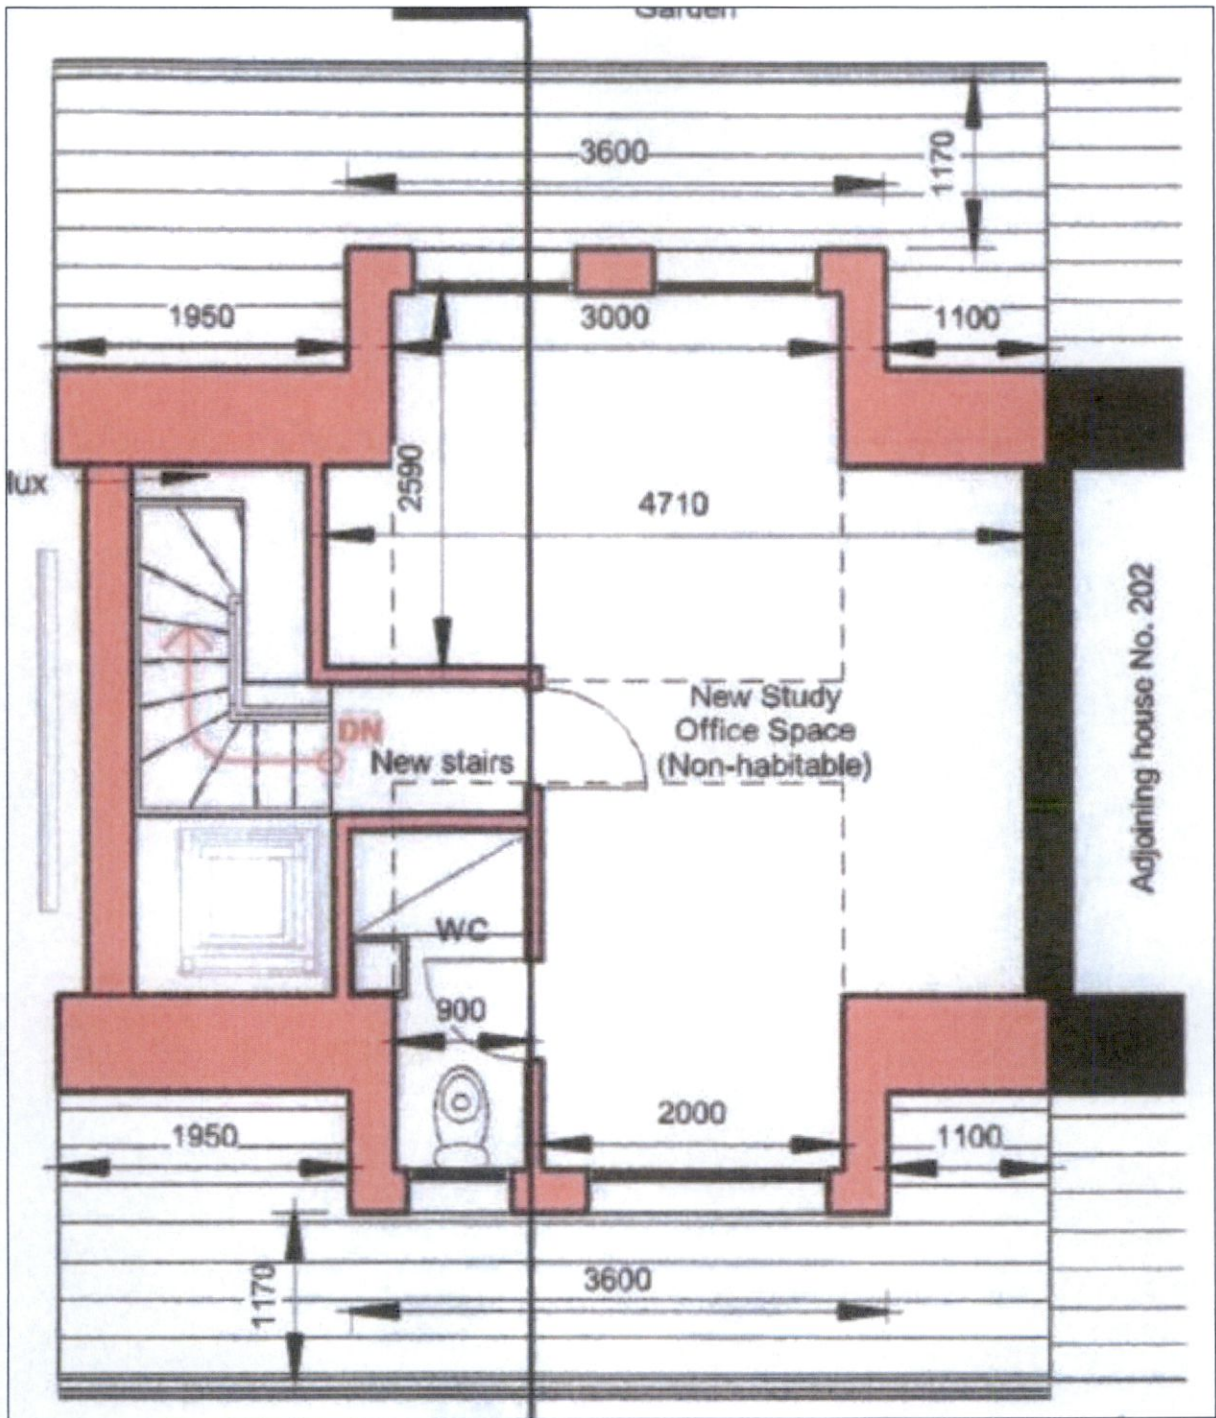 Garden
3600
1170
1950
3000
1100
lux
2590
4710
Adjoining house No. 202
New Study
Office Space
(Non-habitable)
DN
New stairs
WC
900
2000
1950
1100
1170
3600